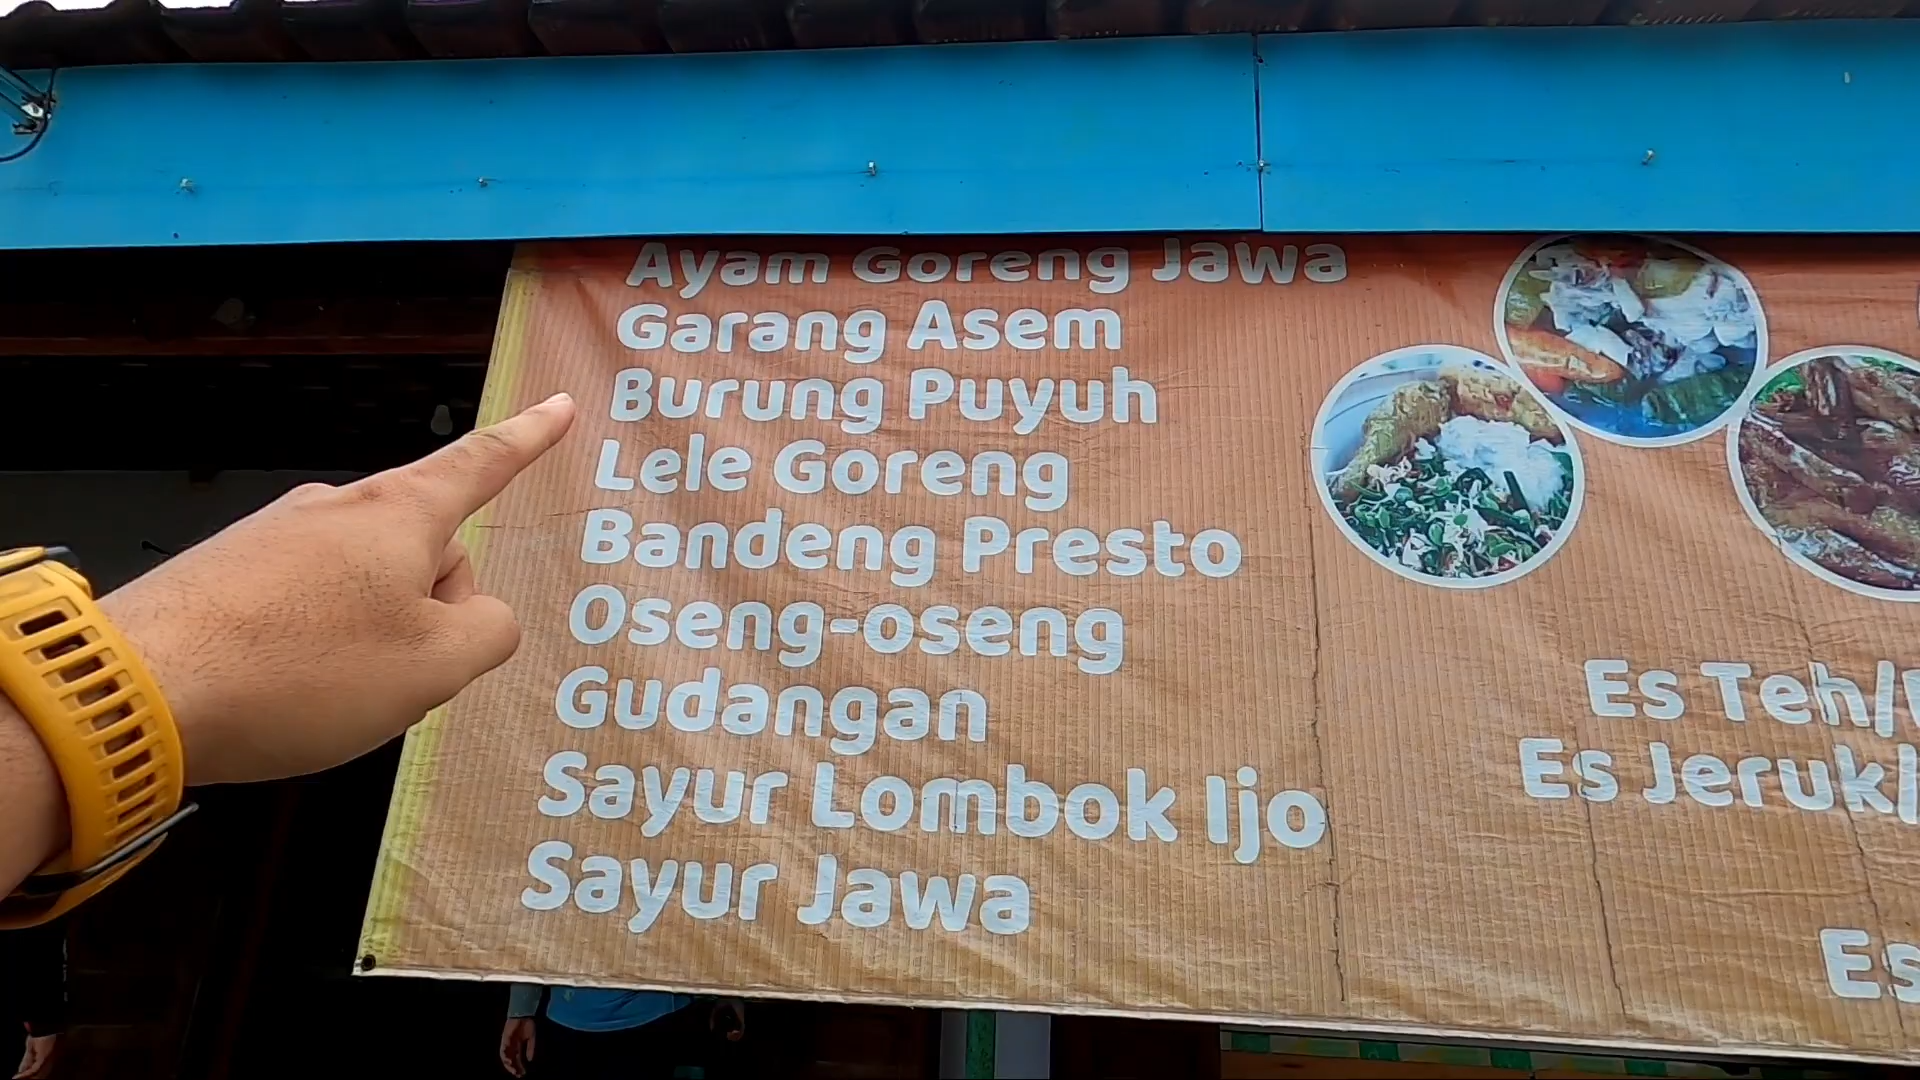 Ayam Goreng Jawa
Garang Asem
Burung Puyuh
Lele Goreng
Bandeng Presto
Oseng-oseng
Gudangan
Sayur Lombok Ijo
Sayur Jawa
Es Teh/
Es Jeruk/
Es